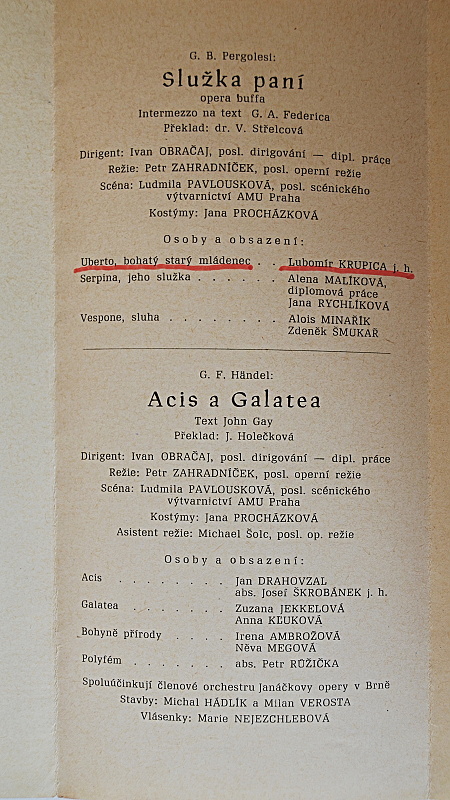 G. B. Pergolesi:
Služka paní
opera buffa
Intermezzo na text G. A. Federica
Překlad: dr. V. Střelcová
Dirigent: Ivan OBRAČAJ, posl. dirigování — dipl. práce
Režie: Petr ZAHRADNÍČEK, posl. operní režie
Scéna: Ludmila PAVLOUSKOVÁ, posl. scénického
výtvarnictví AMU Praha
Kostýmy: Jana PROCHÁZKOVÁ
Osoby a obsazení:
Uberto, bohatý starý mládenec . . Lubomír KRUPICA j. h.
Serpina, jeho služka . . . . . . Alena MALÍKOVÁ,
diplomová práce
Jana RYCHLÍKOVÁ
Vespone, sluha . . . . . . . . Alois MINAŘÍK
Zdeněk ŠMUKAŘ
G. F. Händel:
Acis a Galatea
Text John Gay
Překlad: J. Holečková
Dirigent: Ivan OBRAČAJ, posl. dirigování — dipl. práce
Režie: Petr ZAHRADNÍČEK, posl. operní režie
Scéna: Ludmila PAVLOUSKOVÁ, posl. scénického
výtvarnictví AMU Praha
Kostýmy: Jana PROCHÁZKOVÁ
Asistent režie: Michael Šolc, posl. op. režie
Osoby a obsazení:
Acis . . . . . . . . Jan DRAHOVZAL
abs. Josef ŠKROBÁNEK j. h.
Galatea . . . . . . . Zuzana JEKKELOVÁ
Anna KĽUKOVÁ
Bohyně přírody . . . . Irena AMBROŽOVÁ
Něva MEGOVÁ
Polyfém . . . . . . . abs. Petr RŮŽIČKA
Spoluúčinkují členové orchestru Janáčkovy opery v Brně
Stavby: Michal HÁDLÍK a Milan VEROSTA
Vlásenky: Marie NEJEZCHLEBOVÁ